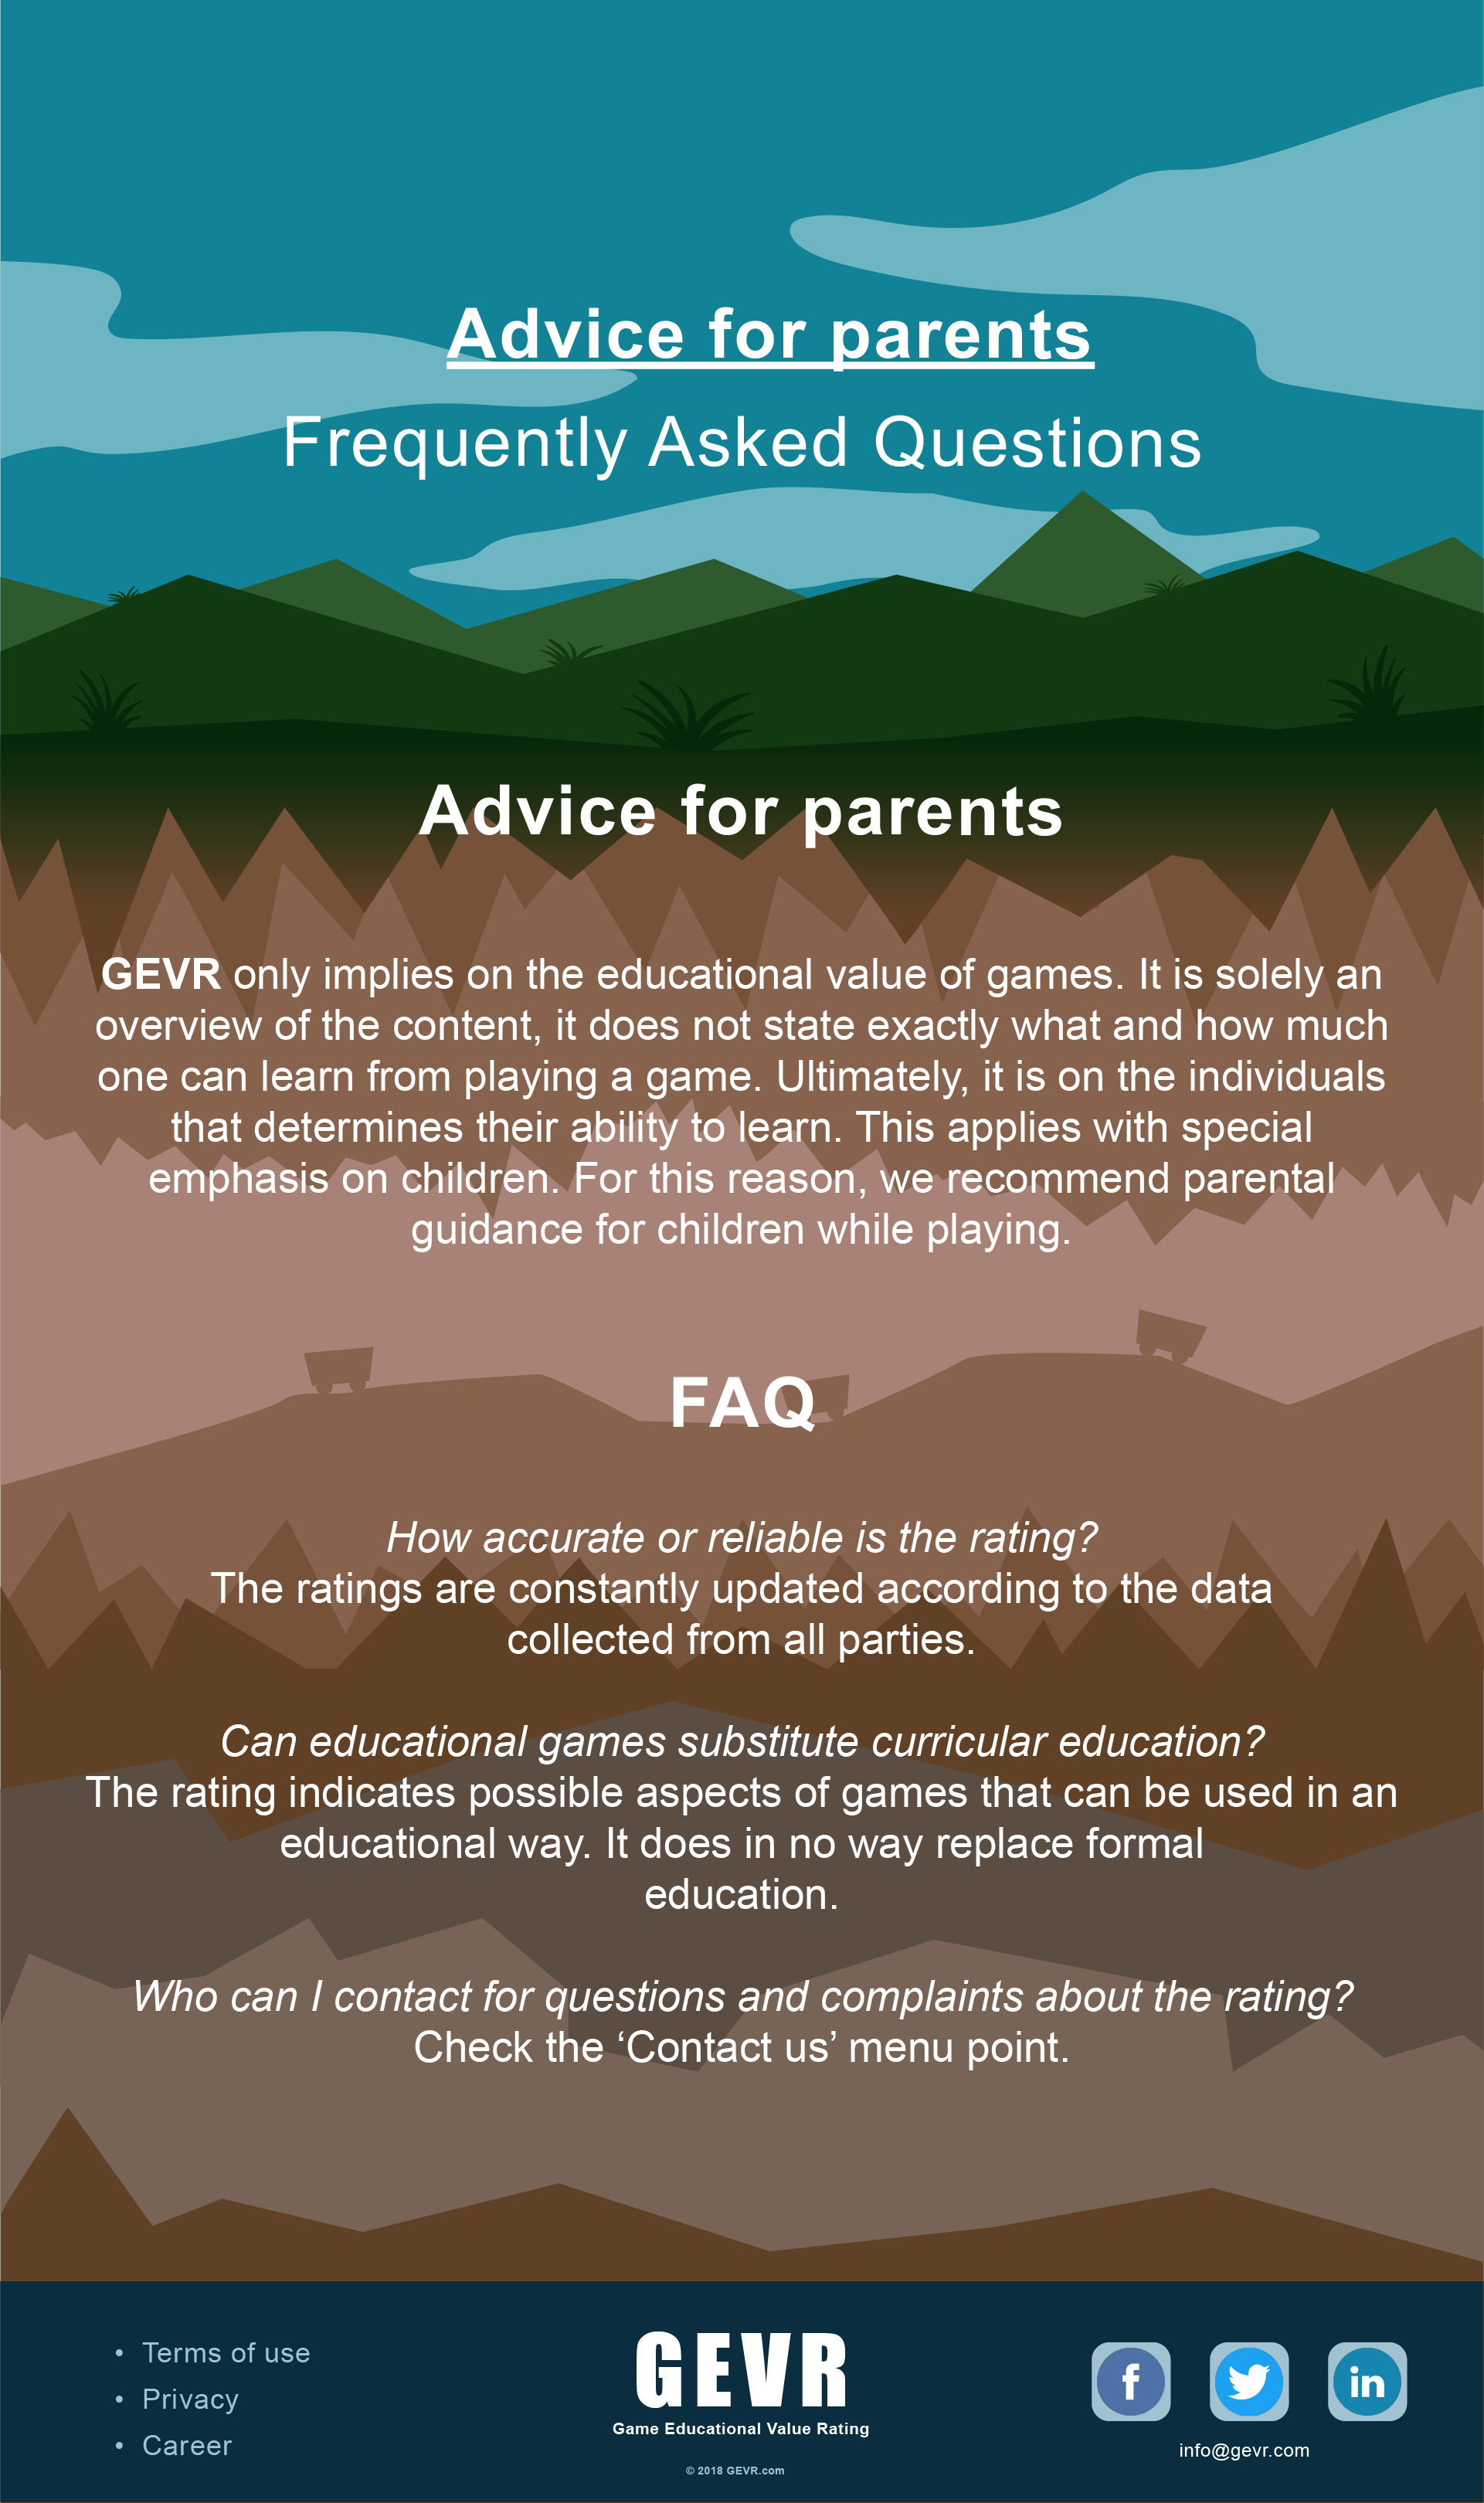 Advice for parents
Frequently Asked Questions
Advice for parents
GEVR only implies on the educational value of games. It is solely an
overview of the content, it does not state exactly what and how much
one can learn from playing a game. Ultimately, it is on the individuals
that determines their ability to learn. This applies with special
emphasis on children. For this reason, we recommend parental
guidance for children while playing.
FAQ
How accurate or reliable is the rating?
The ratings are constantly updated according to the data
collected from all parties.
Can educational games substitute curricular education?
The rating indicates possible aspects of games that can be used in an
educational way. It does in no way replace formal
education.
Who can I contact for questions and complaints about the rating?
Check the ‘Contact us’ menu point.
• Terms of use
• Privacy
• Career
GEVR
Game Educational Value Rating
© 2018 GEVR.com
f
in
info@gevr.com